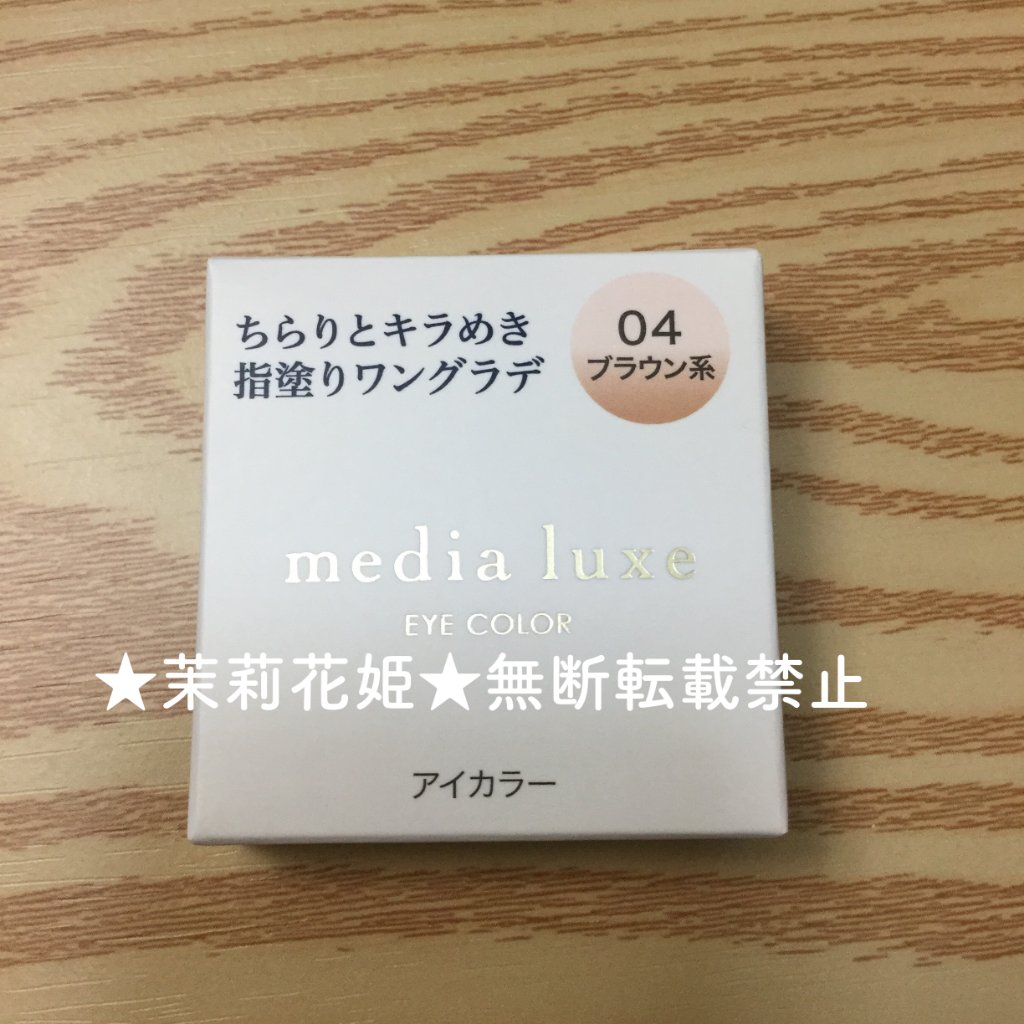 ちらりとキラめき
指塗りワングラデ
04
ブラウン系
media luxe
EYE COLOR
★茉莉花姫★無断転載禁止
アイカラー